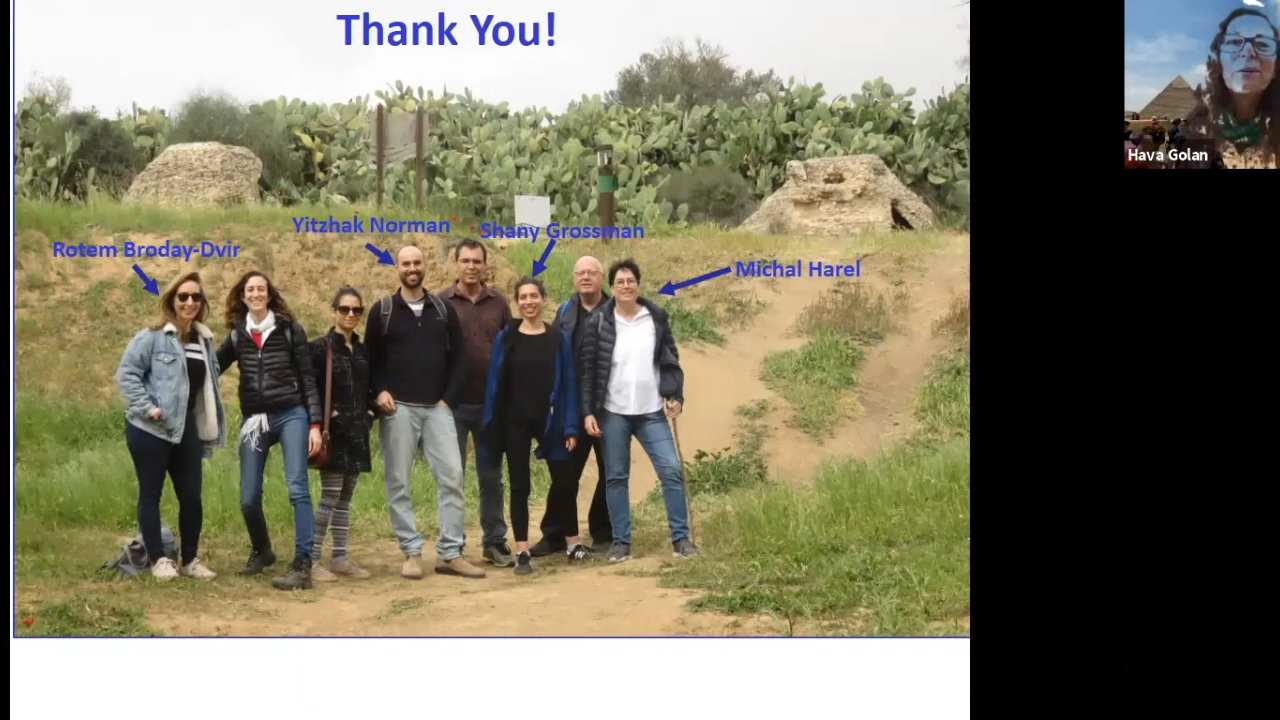 Thank You!
Hava Golan
Yitzhak Norman
Shany Grossman
Rotem Broday-Dvir
Michal Harel